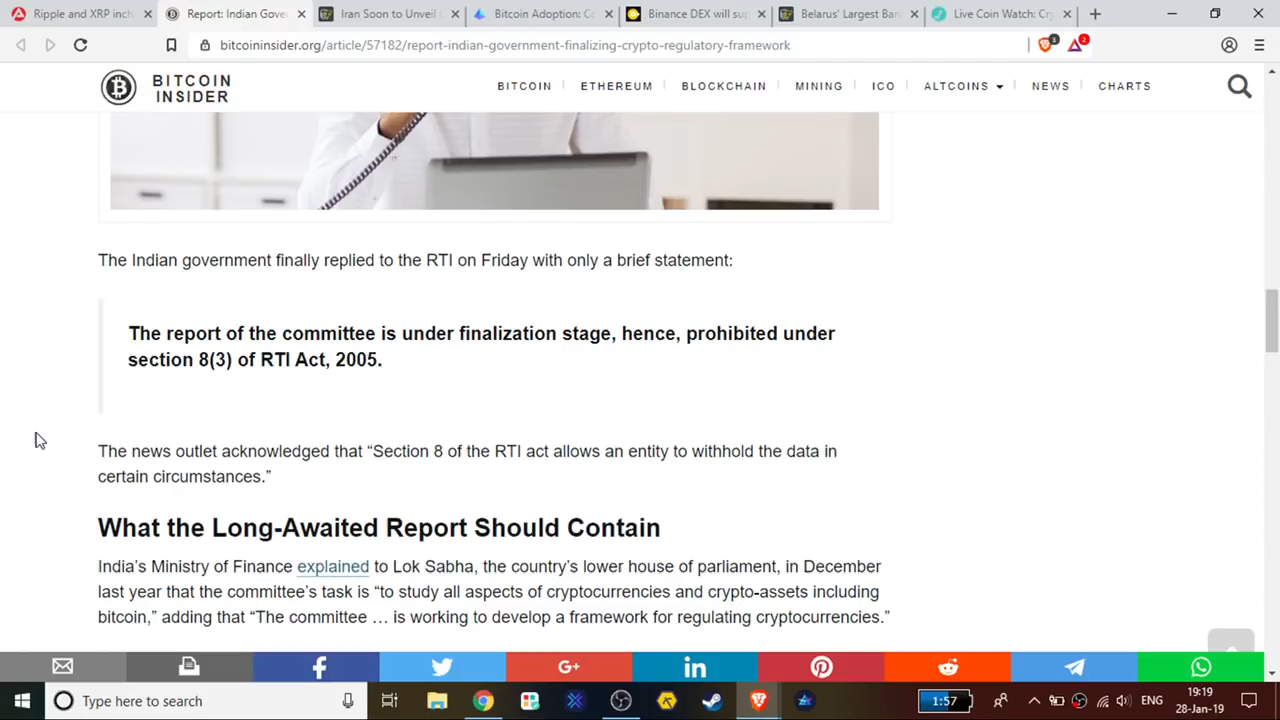 Ripple and XRP inch
Report: Indian Gove
Iran Soon to Unveil
Bitcoin Adoption: Co
Binance DEX will sup
Belarus' Largest Ban
Live Coin Watch: Cry
bitcoininsider.org/article/57182/report-indian-government-finalizing-crypto-regulatory-framework
3
2
BITCOIN
INSIDER
BITCOIN
ETHEREUM
BLOCKCHAIN
MINING
ICO
ALTCOINS
NEWS
CHARTS
The Indian government finally replied to the RTI on Friday with only a brief statement:
The report of the committee is under finalization stage, hence, prohibited under
section 8(3) of RTI Act, 2005.
The news outlet acknowledged that “Section 8 of the RTI act allows an entity to withhold the data in
certain circumstances.”
What the Long-Awaited Report Should Contain
India’s Ministry of Finance explained to Lok Sabha, the country’s lower house of parliament, in December
last year that the committee’s task is “to study all aspects of cryptocurrencies and crypto-assets including
bitcoin,” adding that “The committee … is working to develop a framework for regulating cryptocurrencies.”
f
G+
in
Type here to search
1:57
ENG
19:19
28-Jan-19